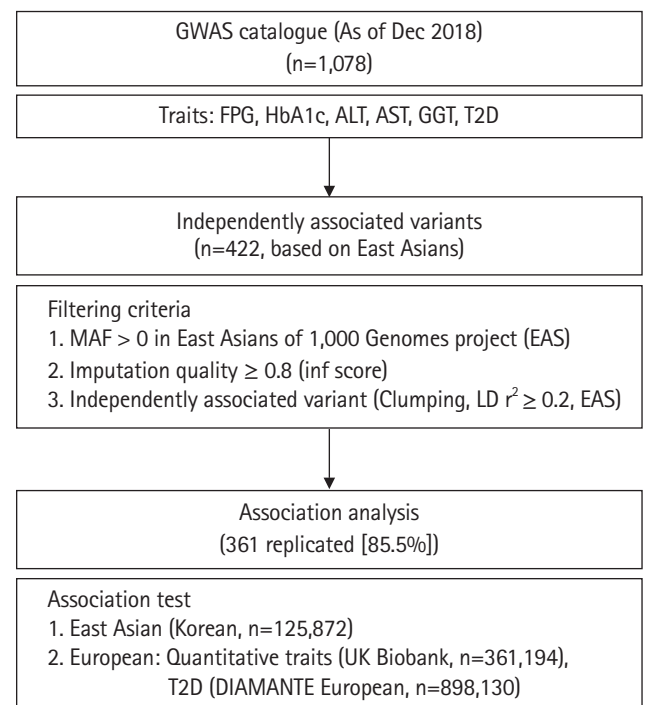 GWAS catalogue (As of Dec 2018)
(n=1,078)
Traits: FPG, HbA1c, ALT, AST, GGT, T2D
Independently associated variants
(n=422, based on East Asians)
Filtering criteria
1. MAF > 0 in East Asians of 1,000 Genomes project (EAS)
2. Imputation quality ≥ 0.8 (inf score)
3. Independently associated variant (Clumping, LD r² ≥ 0.2, EAS)
Association analysis
(361 replicated [85.5%])
Association test
1. East Asian (Korean, n=125,872)
2. European: Quantitative traits (UK Biobank, n=361,194),
T2D (DIAMANTE European, n=898,130)